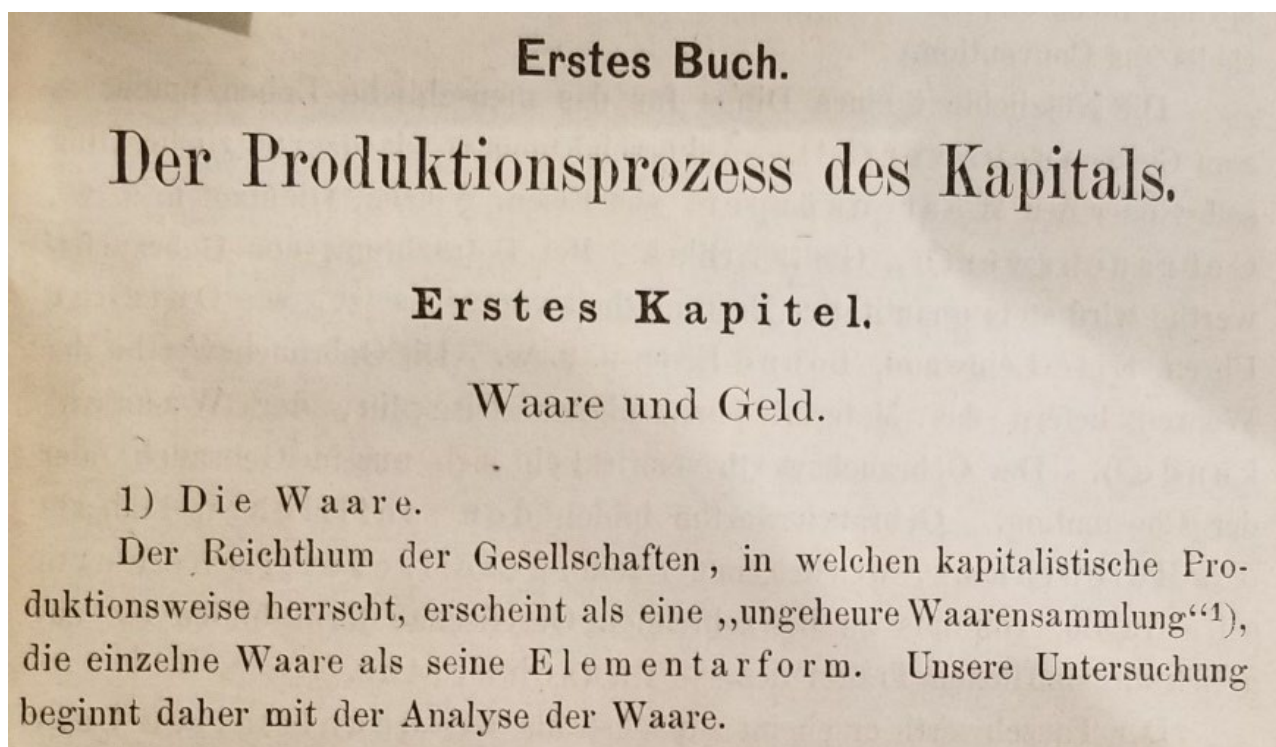 Erstes Buch.
Der Produktionsprozess des Kapitals.
Erstes Kapitel.
Waare und Geld.
1) Die Waare.
Der Reichthum der Gesellschaften, in welchen kapitalistische Pro-
duktionsweise herrscht, erscheint als eine „ungeheure Waarensammlung“1),
die einzelne Waare als seine Elementarform. Unsere Untersuchung
beginnt daher mit der Analyse der Waare.